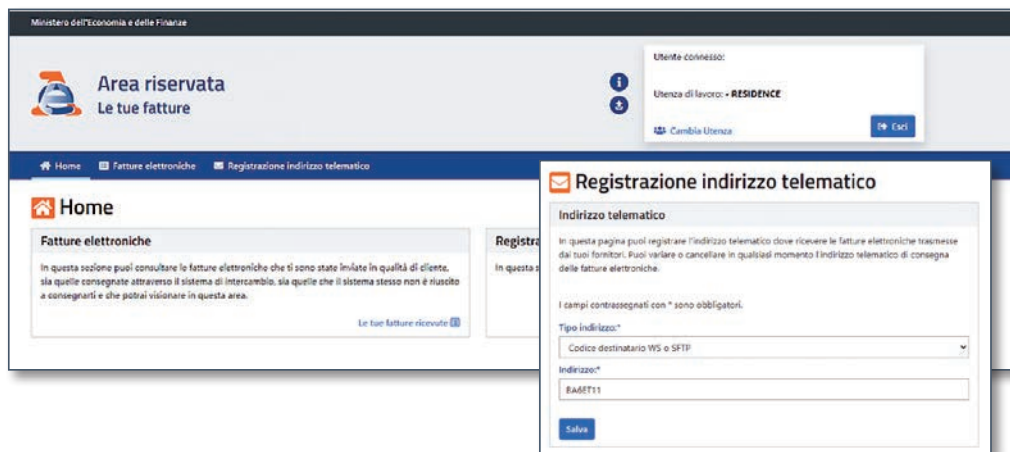 Ministero dell'Economia e delle Finanze
Area riservata
Le tue fatture
Utente connesso:
Utenza di lavoro: - RESIDENCE
Cambia Utenza
Esci
Home
Fatture elettroniche
Registrazione indirizzo telematico
Home
Fatture elettroniche
In questa sezione puoi consultare le fatture elettroniche che ti sono state inviate in qualità di cliente,
sia quelle consegnate attraverso il sistema di intercambio, sia quelle che il sistema stesso non è riuscito
a consegnarti e che potrai visionare in questa area.
Le tue fatture ricevute
Registra
In questa s
Registrazione indirizzo telematico
Indirizzo telematico
In questa pagina puoi registrare l'indirizzo telematico dove ricevere le fatture elettroniche trasmesse
dai tuoi fornitori. Puoi variare o cancellare in qualsiasi momento l'indirizzo telematico di consegna
delle fatture elettroniche.
I campi contrassegnati con * sono obbligatori.
Tipo indirizzo:*
Codice destinatario WS o SFTP
Indirizzo:*
BA6ET11
Salva